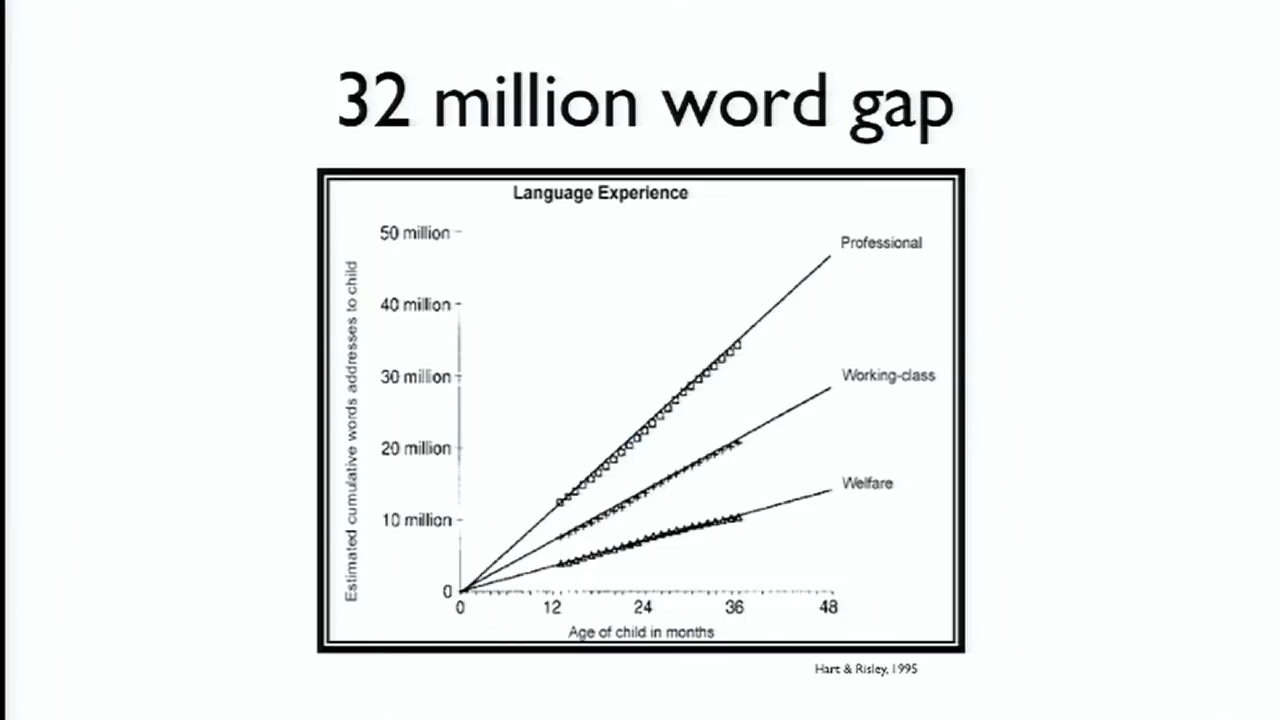 32 million word gap
Language Experience
Estimated cumulative words addresses to child
50 million
40 million
30 million
20 million
10 million
0
Professional
Working-class
Welfare
0 12 24 36 48
Age of child in months
Hart & Risley, 1995